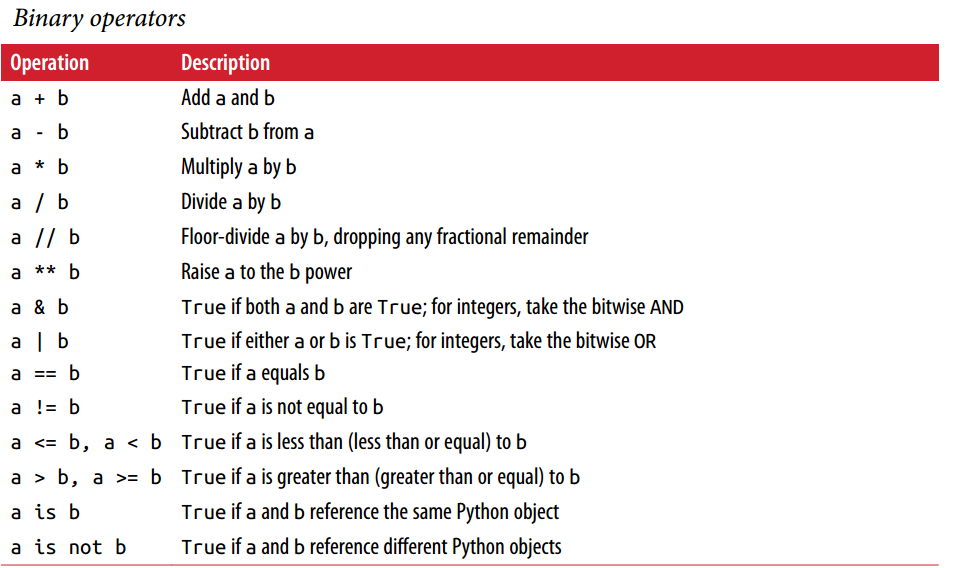 Binary operators
Operation Description
a + b Add a and b
a - b Subtract b from a
a * b Multiply a by b
a / b Divide a by b
a // b Floor-divide a by b, dropping any fractional remainder
a ** b Raise a to the b power
a & b True if both a and b are True; for integers, take the bitwise AND
a | b True if either a or b is True; for integers, take the bitwise OR
a == b True if a equals b
a != b True if a is not equal to b
a <= b, a < b True if a is less than (less than or equal) to b
a > b, a >= b True if a is greater than (greater than or equal) to b
a is b True if a and b reference the same Python object
a is not b True if a and b reference different Python objects